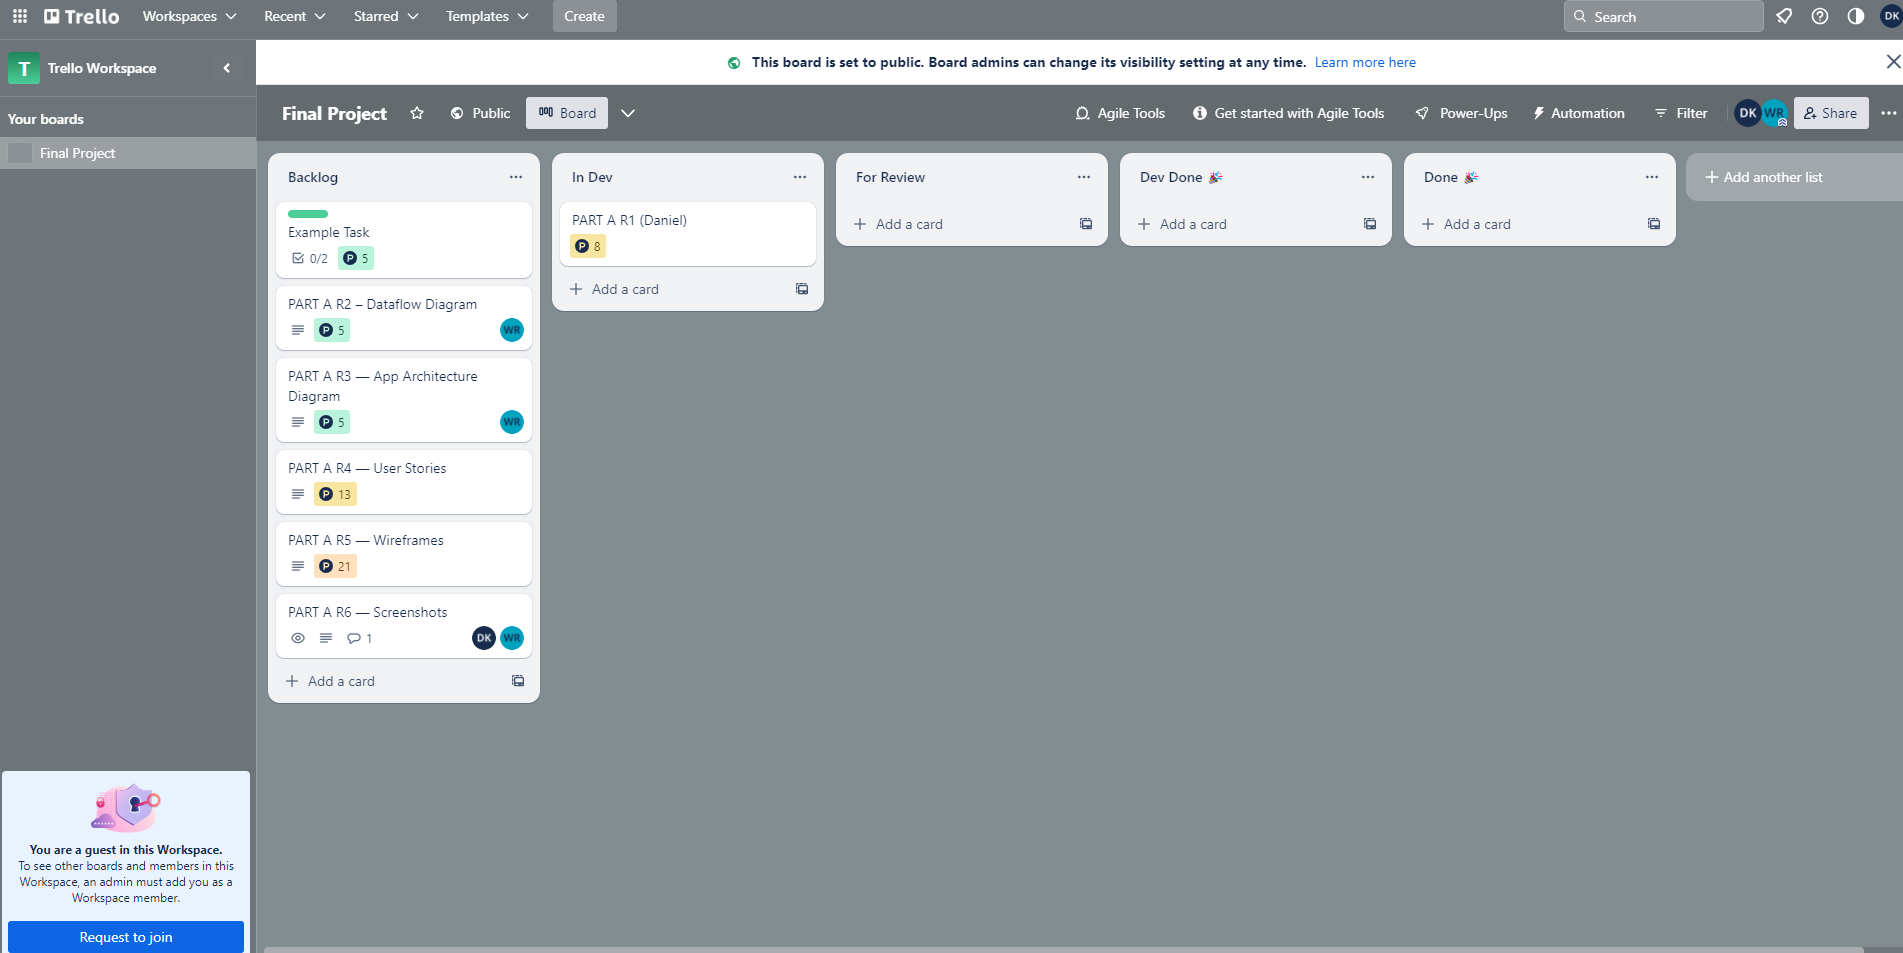 Trello
Workspaces
Recent
Starred
Templates
Create
Search
DK
T
Trello Workspace
This board is set to public. Board admins can change its visibility setting at any time. Learn more here
Your boards
Final Project
Final Project
Public
Board
Agile Tools
Get started with Agile Tools
Power-Ups
Automation
Filter
DK
WR
Share
Backlog
Example Task
0/2
P 5
PART A R2 – Dataflow Diagram
P 5
WR
PART A R3 — App Architecture
Diagram
P 5
WR
PART A R4 — User Stories
P 13
PART A R5 — Wireframes
P 21
PART A R6 — Screenshots
1
DK
WR
+ Add a card
In Dev
PART A R1 (Daniel)
P 8
+ Add a card
For Review
+ Add a card
Dev Done 🎉
+ Add a card
Done 🎉
+ Add a card
+ Add another list
You are a guest in this Workspace.
To see other boards and members in this
Workspace, an admin must add you as a
Workspace member.
Request to join